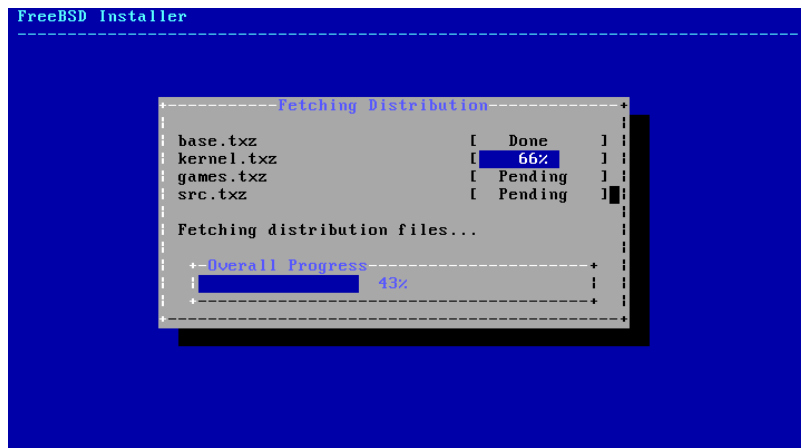 FreeBSD Installer
Fetching Distribution
base.txz [ Done ]
kernel.txz [ 66% ]
games.txz [ Pending ]
src.txz [ Pending ]
Fetching distribution files...
Overall Progress
43%